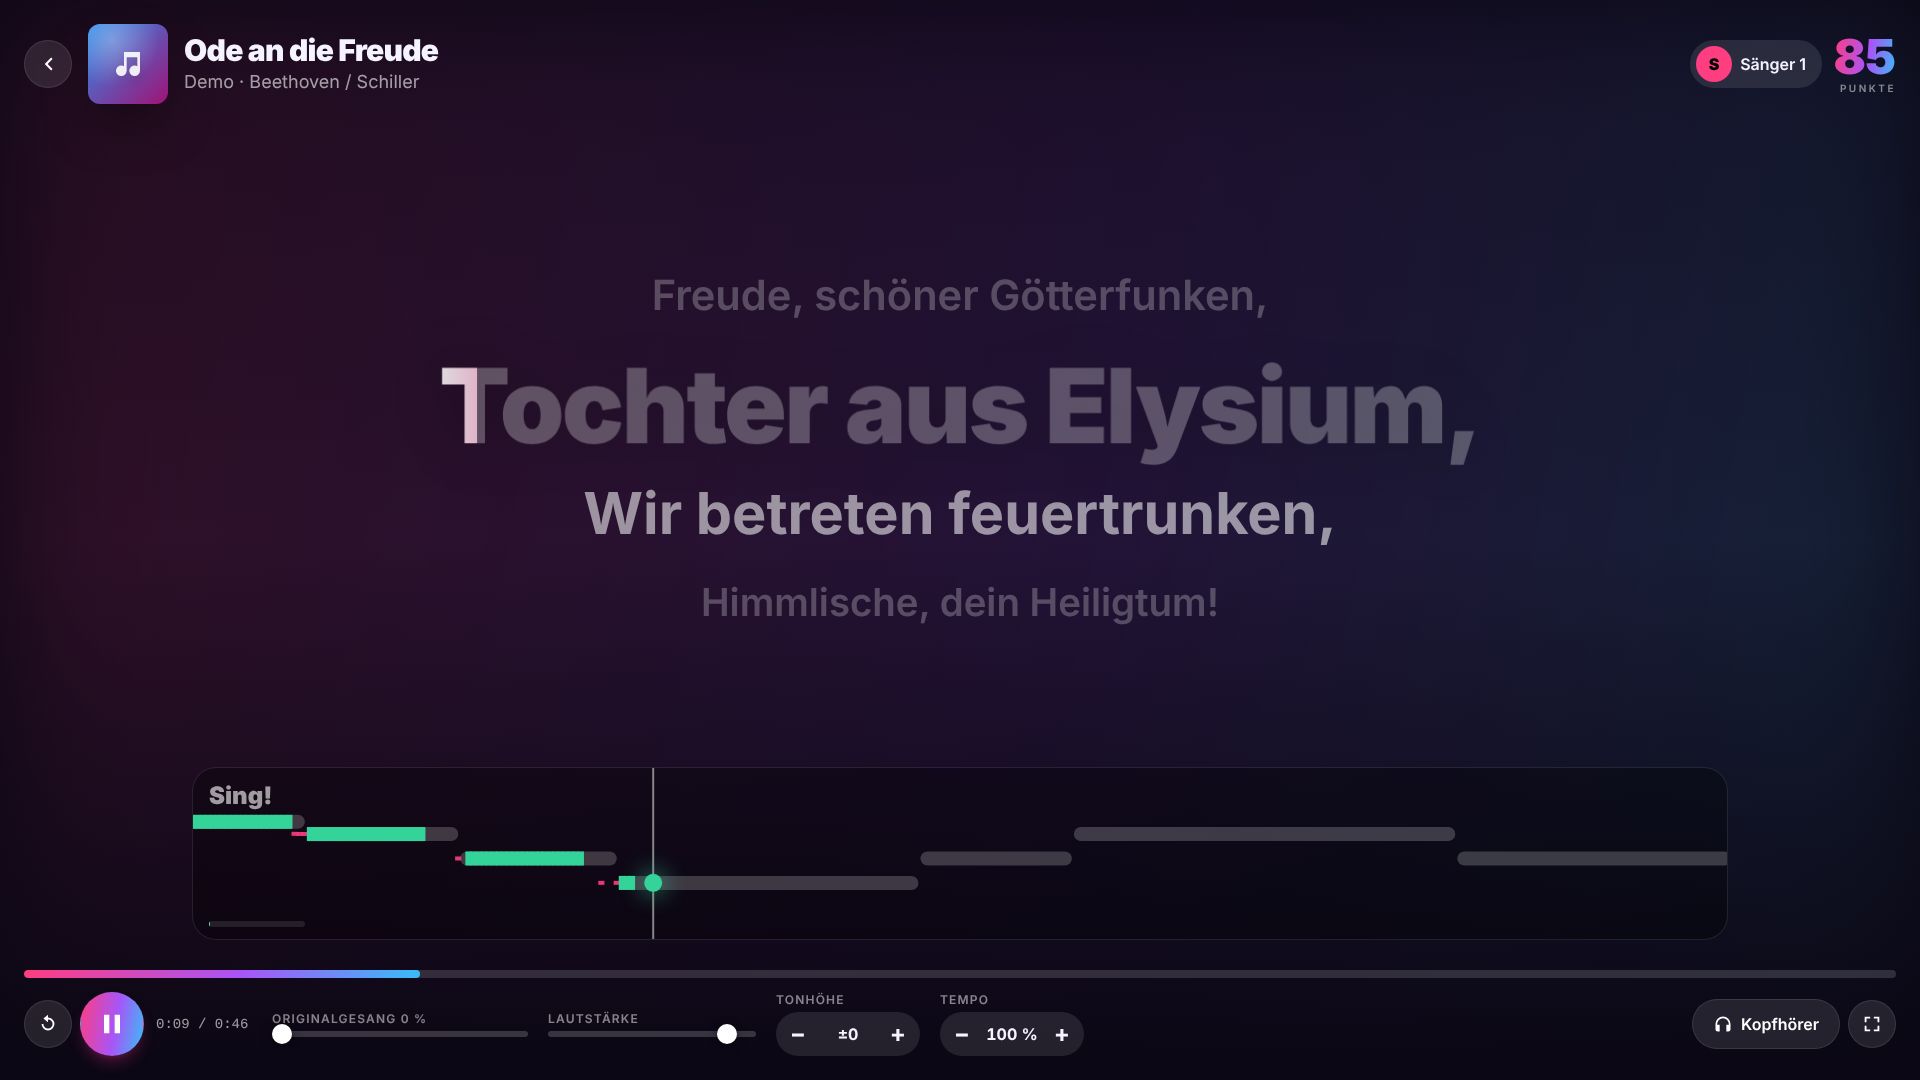 Ode an die Freude
Demo · Beethoven / Schiller
S Sänger 1
85
PUNKTE
Freude, schöner Götterfunken,
Tochter aus Elysium,
Wir betreten feuertrunken,
Himmlische, dein Heiligtum!
Sing!
0:09 / 0:46
ORIGINALGESANG 0 %
LAUTSTÄRKE
TONHÖHE
− ±0 +
TEMPO
− 100 % +
Kopfhörer